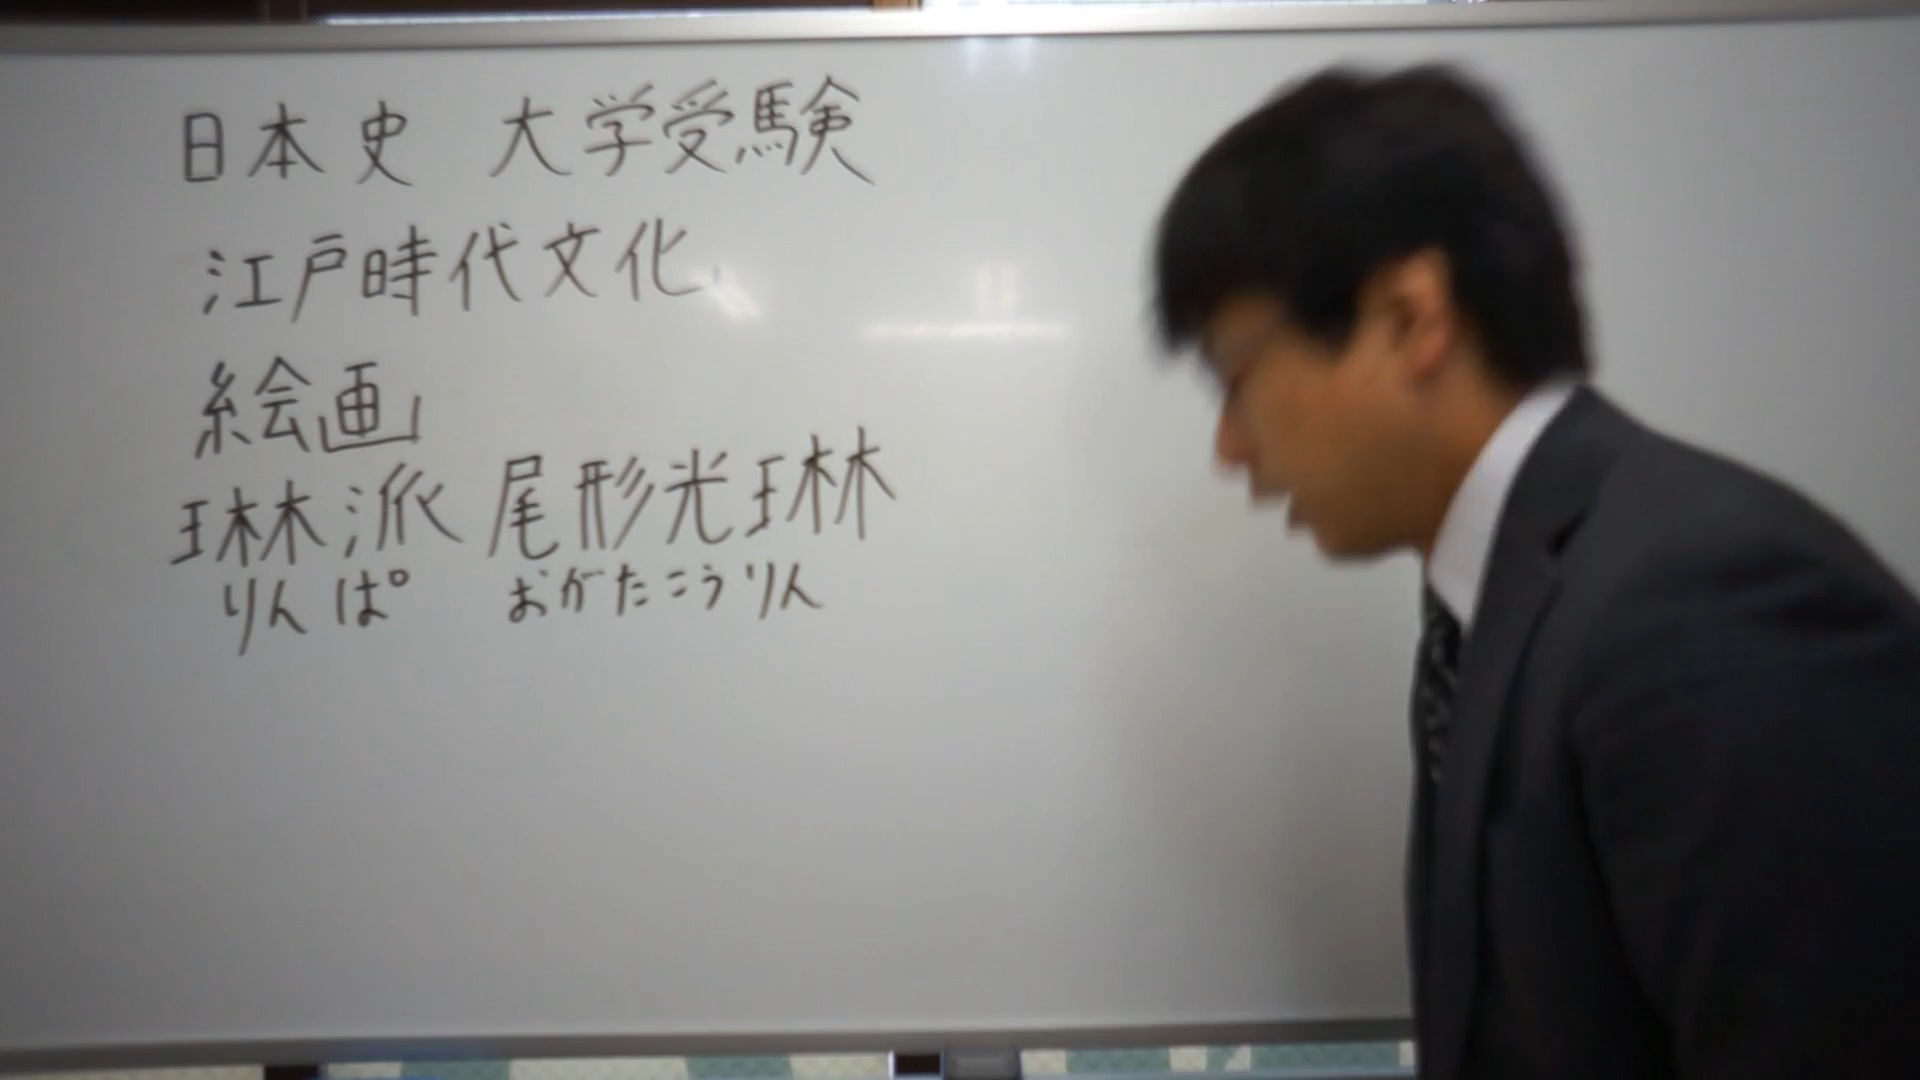 日本史 大学受験
江戸時代文化
絵画
琳派 尾形光琳
りんぱ おがたこうりん